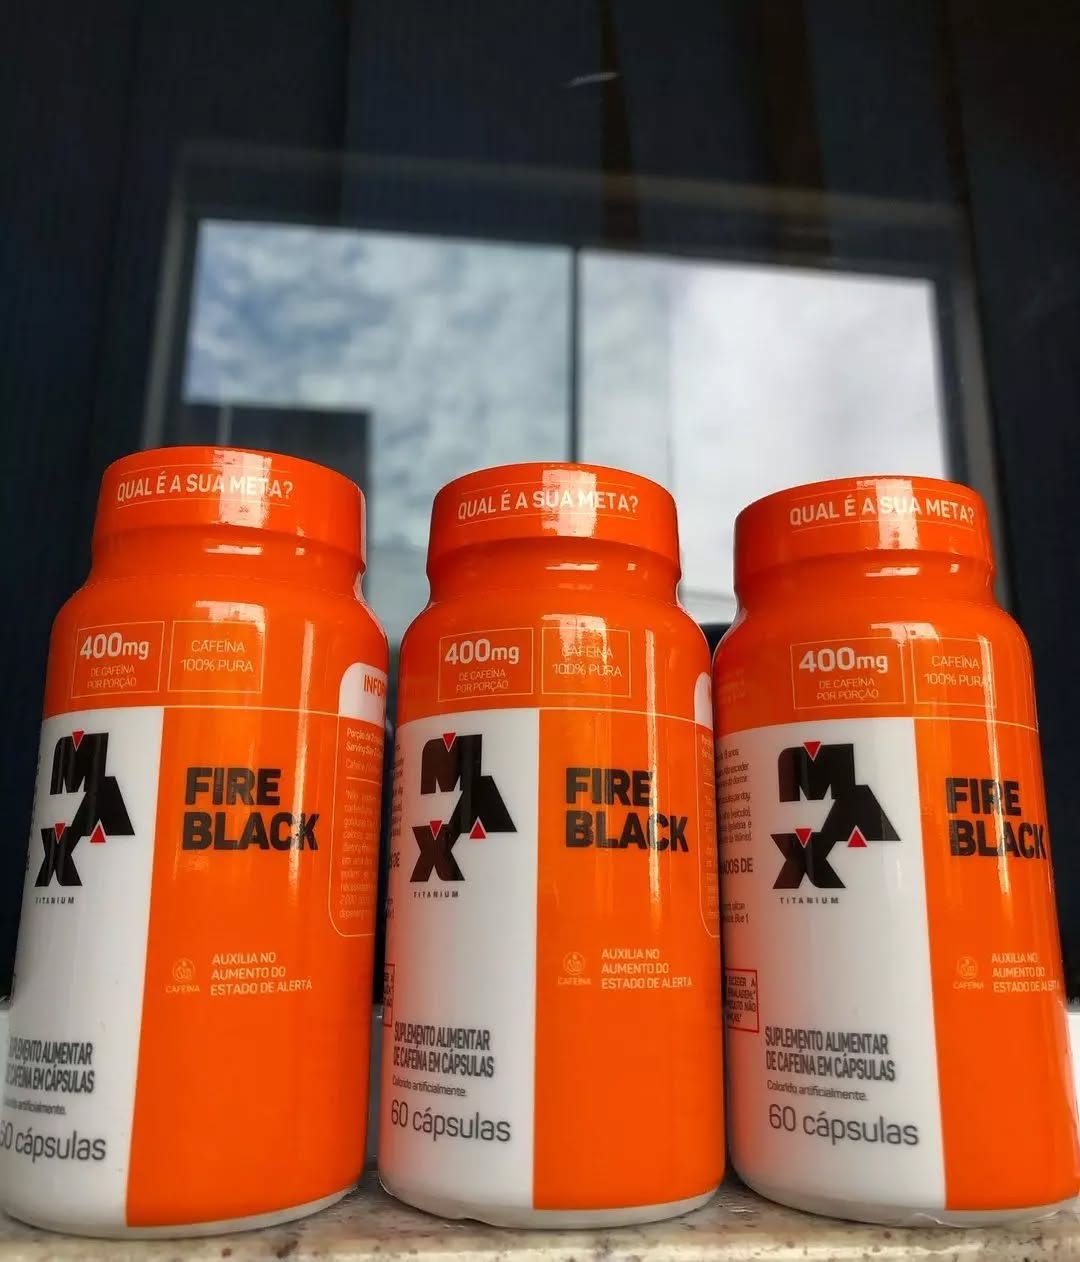 QUAL É A SUA META?
400mg
DE CAFEÍNA
POR PORÇÃO
CAFEÍNA
100% PURA
INFOR
MAX
TITANIUM
FIRE
BLACK
CAFEÍNA
AUXILIA NO
AUMENTO DO
ESTADO DE ALERTA
SUPLEMENTO ALIMENTAR
DE CAFEÍNA EM CÁPSULAS
Colorido artificialmente.
60 cápsulas
QUAL É A SUA META?
400mg
DE CAFEÍNA
POR PORÇÃO
CAFEÍNA
100% PURA
MAX
TITANIUM
FIRE
BLACK
CAFEÍNA
AUXILIA NO
AUMENTO DO
ESTADO DE ALERTA
SUPLEMENTO ALIMENTAR
DE CAFEÍNA EM CÁPSULAS
Colorido artificialmente.
60 cápsulas
QUAL É A SUA META?
400mg
DE CAFEÍNA
POR PORÇÃO
CAFEÍNA
100% PURA
MAX
TITANIUM
FIRE
BLACK
CAFEÍNA
AUXILIA NO
AUMENTO DO
ESTADO DE ALERTA
SUPLEMENTO ALIMENTAR
DE CAFEÍNA EM CÁPSULAS
Colorido artificialmente.
60 cápsulas